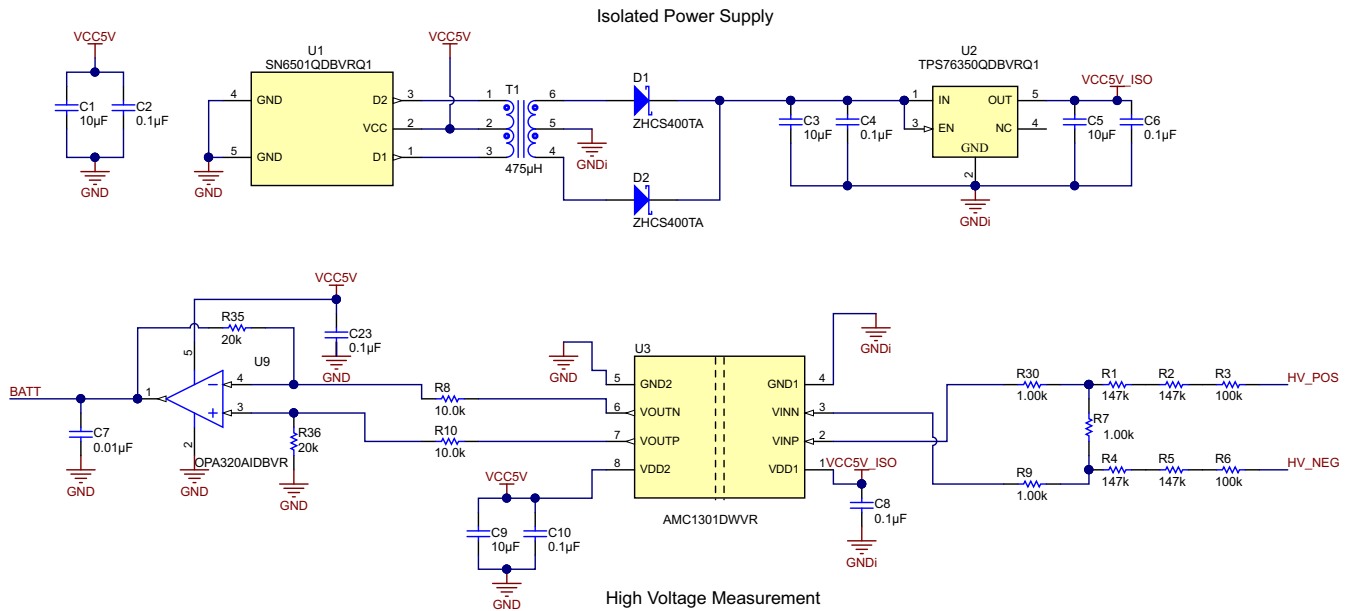 Isolated Power Supply
VCC5V
C1
10µF
C2
0.1µF
GND
U1
SN6501QDBVRQ1
4
GND
5
GND
D2
3
VCC
2
D1
1
GND
VCC5V
T1
1
2
3
6
5
4
475µH
GNDi
D1
ZHCS400TA
D2
ZHCS400TA
C3
10µF
C4
0.1µF
U2
TPS76350QDBVRQ1
1
IN
3
EN
OUT
5
NC
4
GND
2
GNDi
VCC5V_ISO
C5
10µF
C6
0.1µF
VCC5V
R35
20k
C23
0.1µF
GND
U9
5
4
3
1
2
BATT
C7
0.01µF
GND
OPA320AIDBVR
GND
R36
20k
GND
R8
10.0k
R10
10.0k
GND
U3
5
GND2
6
VOUTN
7
VOUTP
8
VDD2
GND1
4
VINN
3
VINP
2
VDD1
1
AMC1301DWVR
GNDi
VCC5V
C9
10µF
C10
0.1µF
GND
VCC5V_ISO
C8
0.1µF
GNDi
R30
1.00k
R1
147k
R2
147k
R3
100k
HV_POS
R7
1.00k
R9
1.00k
R4
147k
R5
147k
R6
100k
HV_NEG
High Voltage Measurement